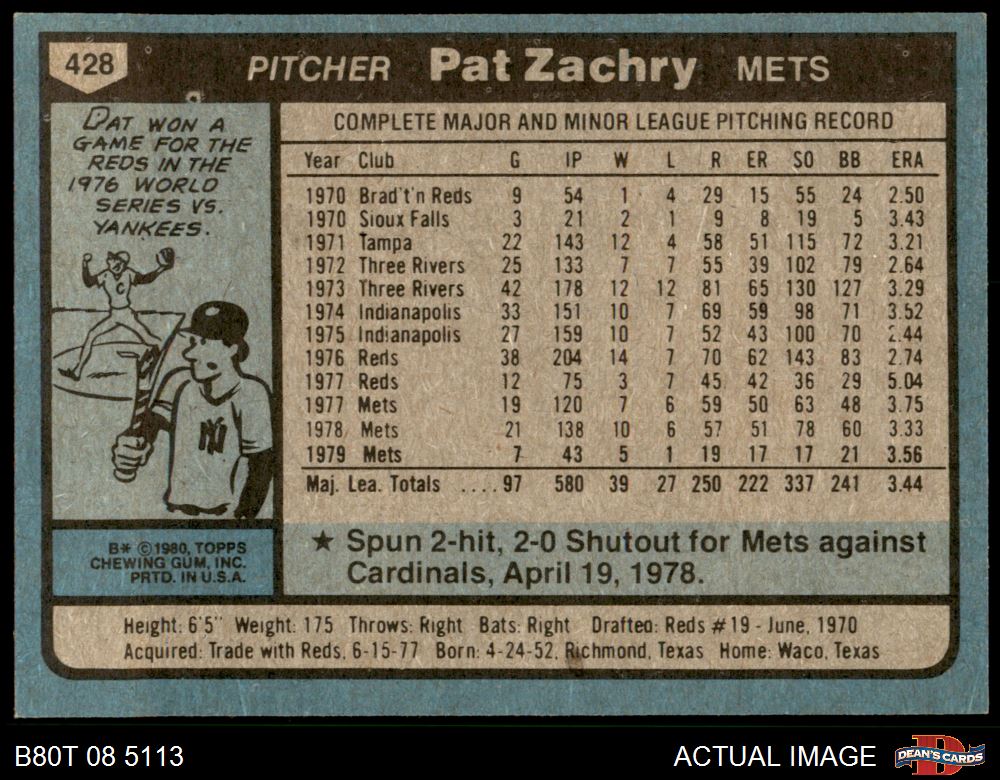 428 PITCHER Pat Zachry METS
PAT WON A
GAME FOR THE
REDS IN THE
1976 WORLD
SERIES VS.
YANKEES.
C
NY
B* ©1980, TOPPS
CHEWING GUM, INC.
PRTD. IN U.S.A.
COMPLETE MAJOR AND MINOR LEAGUE PITCHING RECORD
Year Club G IP W L R ER SO BB ERA
1970 Brad't'n Reds 9 54 1 4 29 15 55 24 2.50
1970 Sioux Falls 3 21 2 1 9 8 19 5 3.43
1971 Tampa 22 143 12 4 58 51 115 72 3.21
1972 Three Rivers 25 133 7 7 55 39 102 79 2.64
1973 Three Rivers 42 178 12 12 81 65 130 127 3.29
1974 Indianapolis 33 151 10 7 69 59 98 71 3.52
1975 Indianapolis 27 159 10 7 52 43 100 70 2.44
1976 Reds 38 204 14 7 70 62 143 83 2.74
1977 Reds 12 75 3 7 45 42 36 29 5.04
1977 Mets 19 120 7 6 59 50 63 48 3.75
1978 Mets 21 138 10 6 57 51 78 60 3.33
1979 Mets 7 43 5 1 19 17 17 21 3.56
Maj. Lea. Totals ....97 580 39 27 250 222 337 241 3.44
★ Spun 2-hit, 2-0 Shutout for Mets against
Cardinals, April 19, 1978.
Height: 6'5" Weight: 175 Throws: Right Bats: Right Drafted: Reds #19 - June, 1970
Acquired: Trade with Reds, 6-15-77 Born: 4-24-52, Richmond, Texas Home: Waco, Texas
B80T 08 5113 ACTUAL IMAGE D DEAN'S CARDS